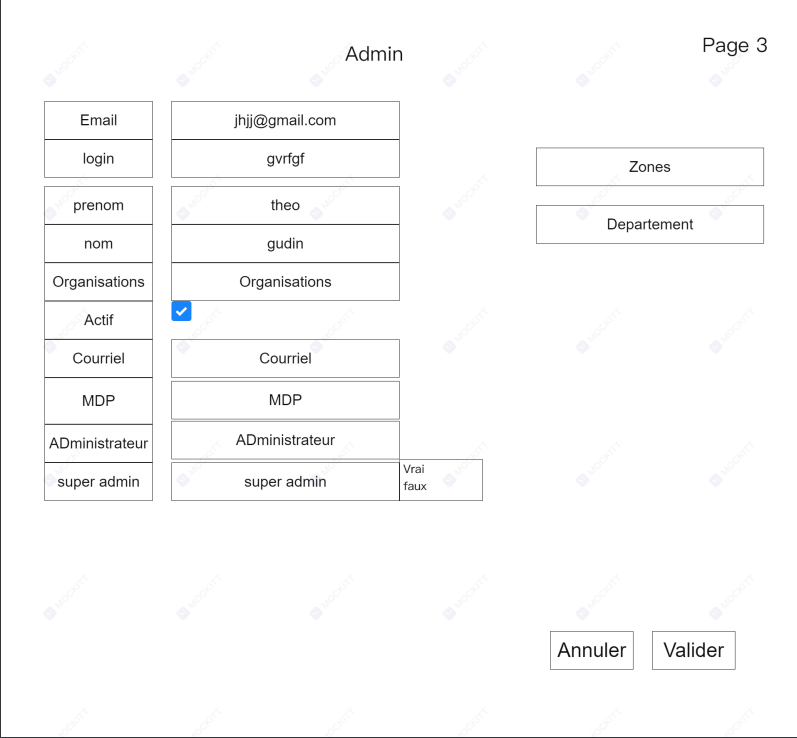 Page 3
Admin
Email jhjj@gmail.com
login gvrfgf
Zones
prenom theo
Departement
nom gudin
Organisations Organisations
Actif
Courriel Courriel
MDP MDP
ADministrateur ADministrateur
super admin super admin
Vrai
faux
Annuler Valider
MOCKITT